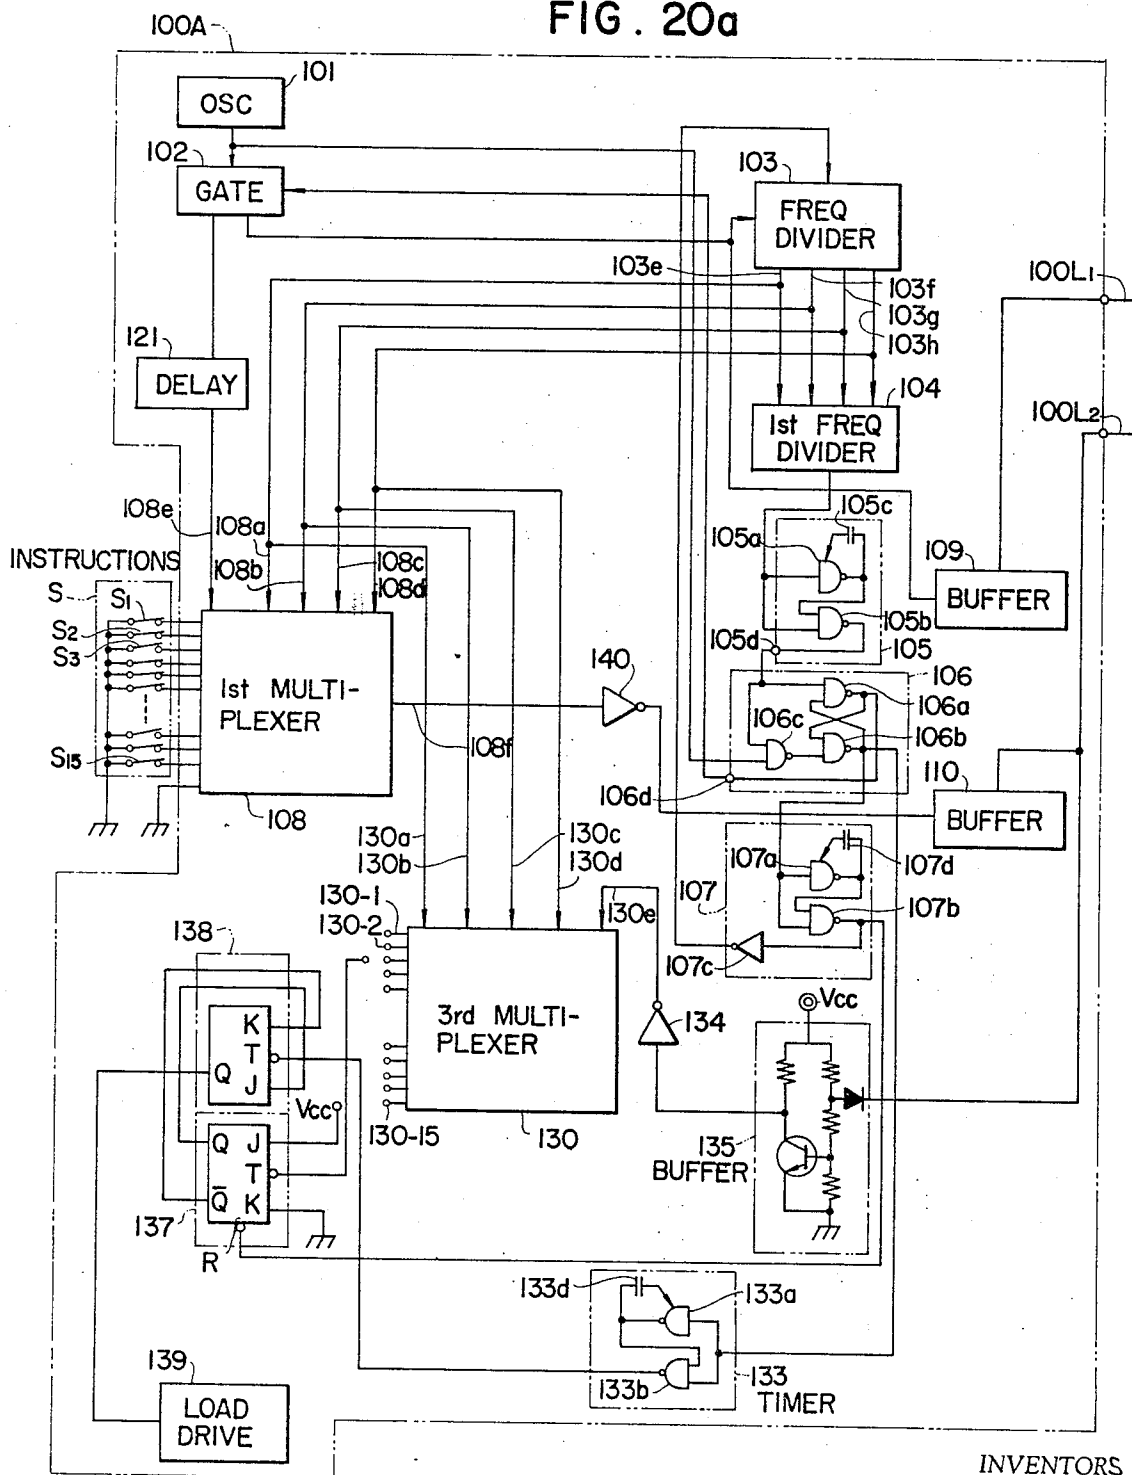 FIG. 20a
100A
101
OSC
102
GATE
103
FREQ
DIVIDER
103e
103f
103g
103h
100L1
121
DELAY
104
1st FREQ
DIVIDER
100L2
108e
108a
108b
108c
108d
105c
105a
109
BUFFER
105b
105d
105
INSTRUCTIONS
S
S1
S2
S3
S15
1st MULTI-
PLEXER
108
108f
140
106
106a
106c
106b
106d
110
BUFFER
130a
130b
130c
130d
107a
107d
107
107b
107c
130-1
130-2
130e
138
K
T
Q
J
3rd MULTI-
PLEXER
134
Vcc
Vcc
130-15
130
135
BUFFER
Q
J
T
Q̅
K
137
R
133d
133a
133b
133
TIMER
139
LOAD
DRIVE
INVENTORS